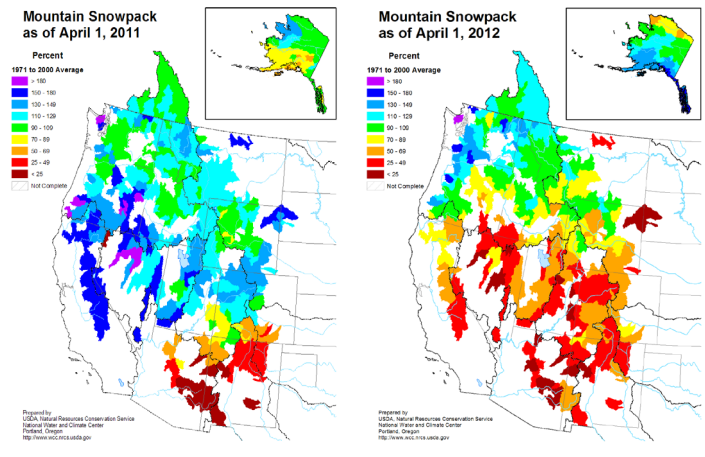 Mountain Snowpack
as of April 1, 2011
Percent
1971 to 2000 Average
> 180
150 - 180
130 - 149
110 - 129
90 - 109
70 - 89
50 - 69
25 - 49
< 25
Not Complete
Prepared by
USDA, Natural Resources Conservation Service
National Water and Climate Center
Portland, Oregon
http://www.wcc.nrcs.usda.gov
Mountain Snowpack
as of April 1, 2012
Percent
1971 to 2000 Average
> 180
150 - 180
130 - 149
110 - 129
90 - 109
70 - 89
50 - 69
25 - 49
< 25
Not Complete
Prepared by
USDA, Natural Resources Conservation Service
National Water and Climate Center
Portland, Oregon
http://www.wcc.nrcs.usda.gov